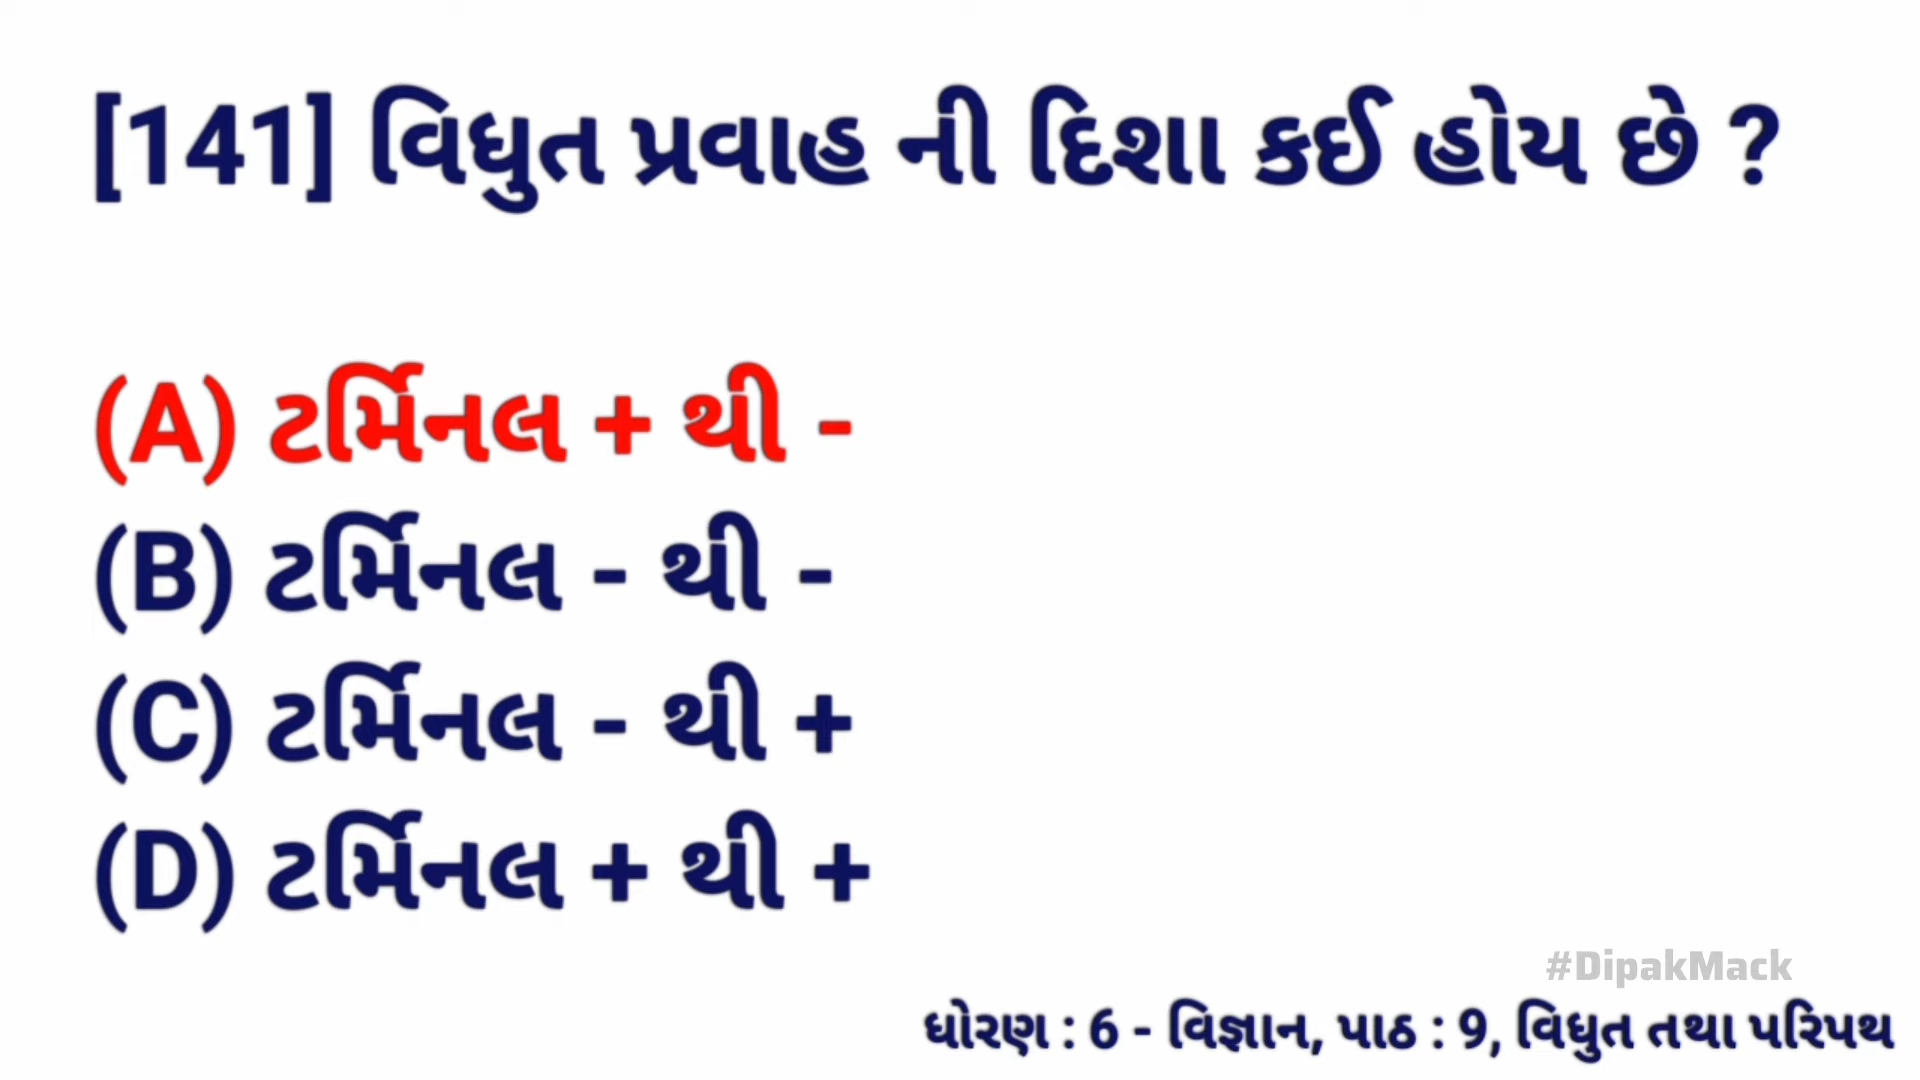 [141] વિધુત પ્રવાહ ની દિશા કઈ હોય છે ?
(A) ટર્મિનલ + થી -
(B) ટર્મિનલ - થી -
(C) ટર્મિનલ - થી +
(D) ટર્મિનલ + થી +
#DipakMack
ધોરણ : 6 - વિજ્ઞાન, પાઠ : 9, વિધુત તથા પરિપથ